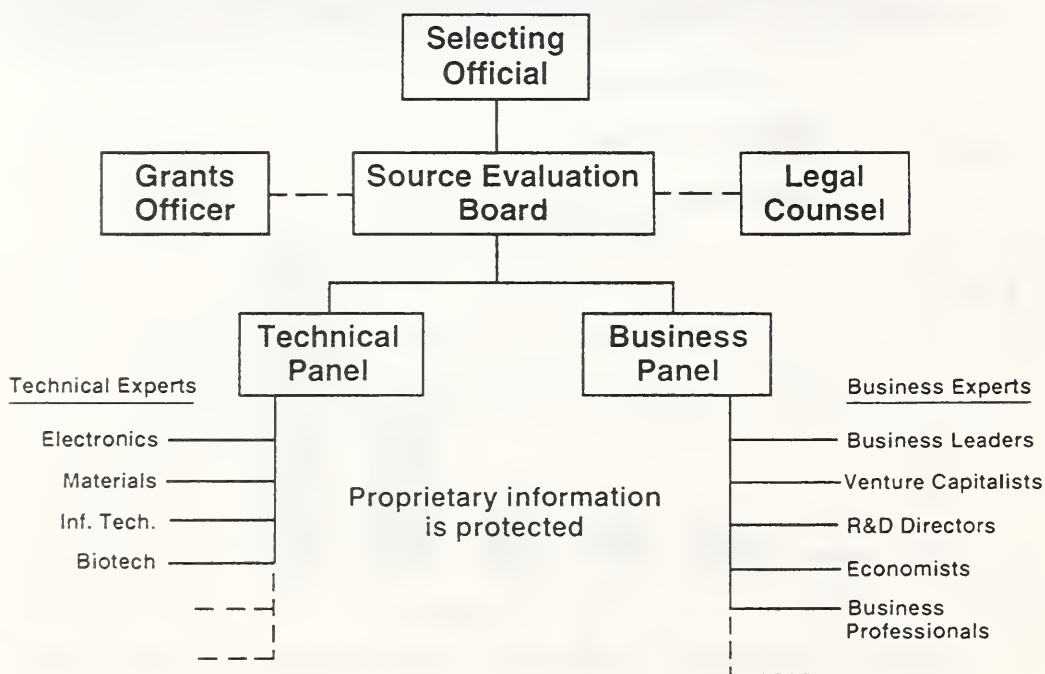 Selecting
Official
Grants
Officer
Source Evaluation
Board
Legal
Counsel
Technical
Panel
Business
Panel
Technical Experts
Electronics
Materials
Inf. Tech.
Biotech
Proprietary information
is protected
Business Experts
Business Leaders
Venture Capitalists
R&D Directors
Economists
Business
Professionals